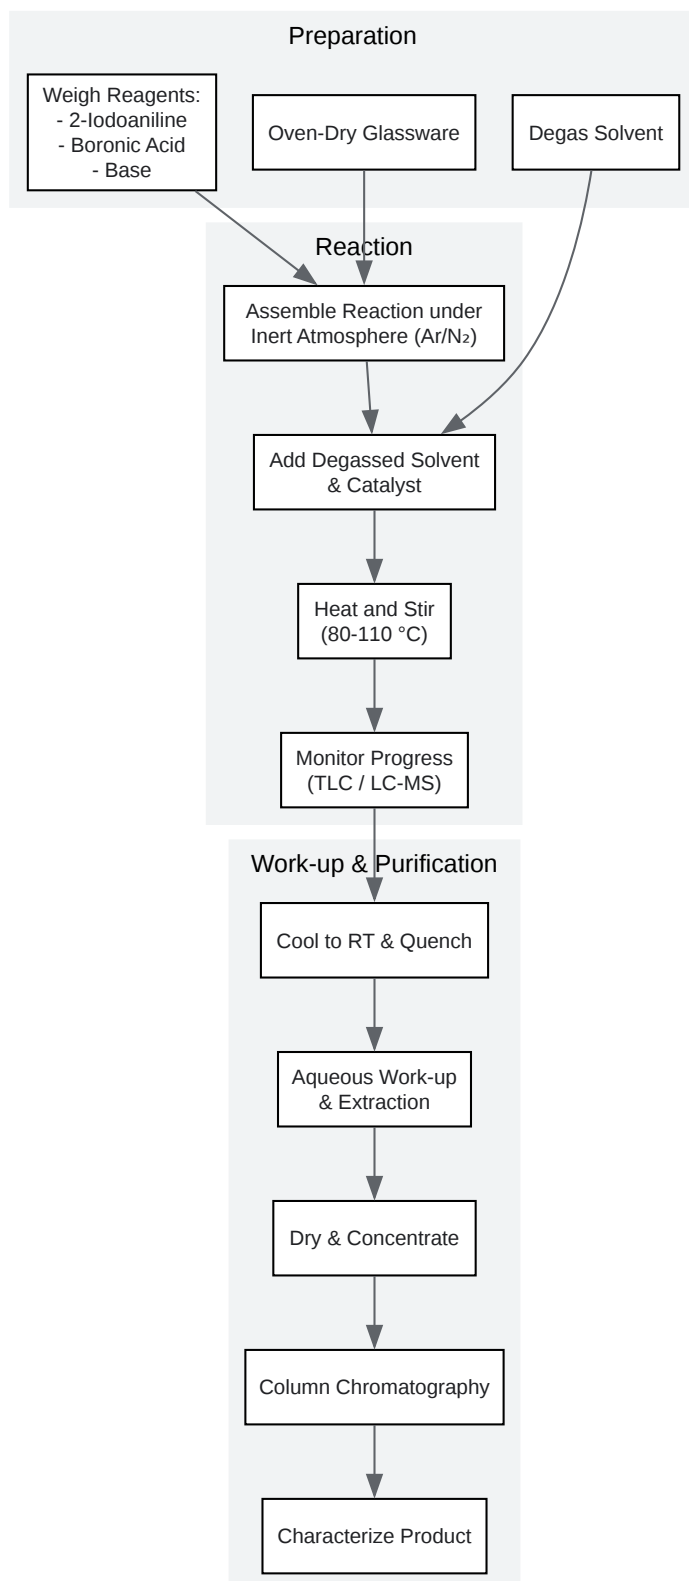 Preparation
Weigh Reagents:
- 2-Iodoaniline
- Boronic Acid
- Base
Oven-Dry Glassware
Degas Solvent
Reaction
Assemble Reaction under
Inert Atmosphere (Ar/N₂)
Add Degassed Solvent
& Catalyst
Heat and Stir
(80-110 °C)
Monitor Progress
(TLC / LC-MS)
Work-up & Purification
Cool to RT & Quench
Aqueous Work-up
& Extraction
Dry & Concentrate
Column Chromatography
Characterize Product